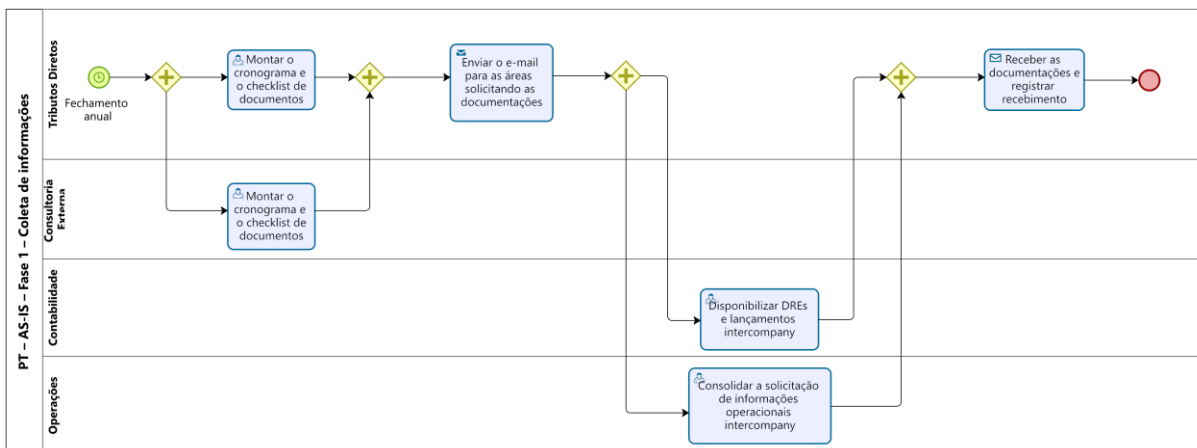 PT – AS-IS – Fase 1 – Coleta de informações
Tributos Diretos
Fechamento
anual
Montar o
cronograma e
o checklist de
documentos
Enviar o e-mail
para as áreas
solicitando as
documentações
Receber as
documentações e
registrar
recebimento
Consultoria
Externa
Montar o
cronograma e
o checklist de
documentos
Contabilidade
Disponibilizar DREs
e lançamentos
intercompany
Operações
Consolidar a solicitação
de informações
operacionais
intercompany